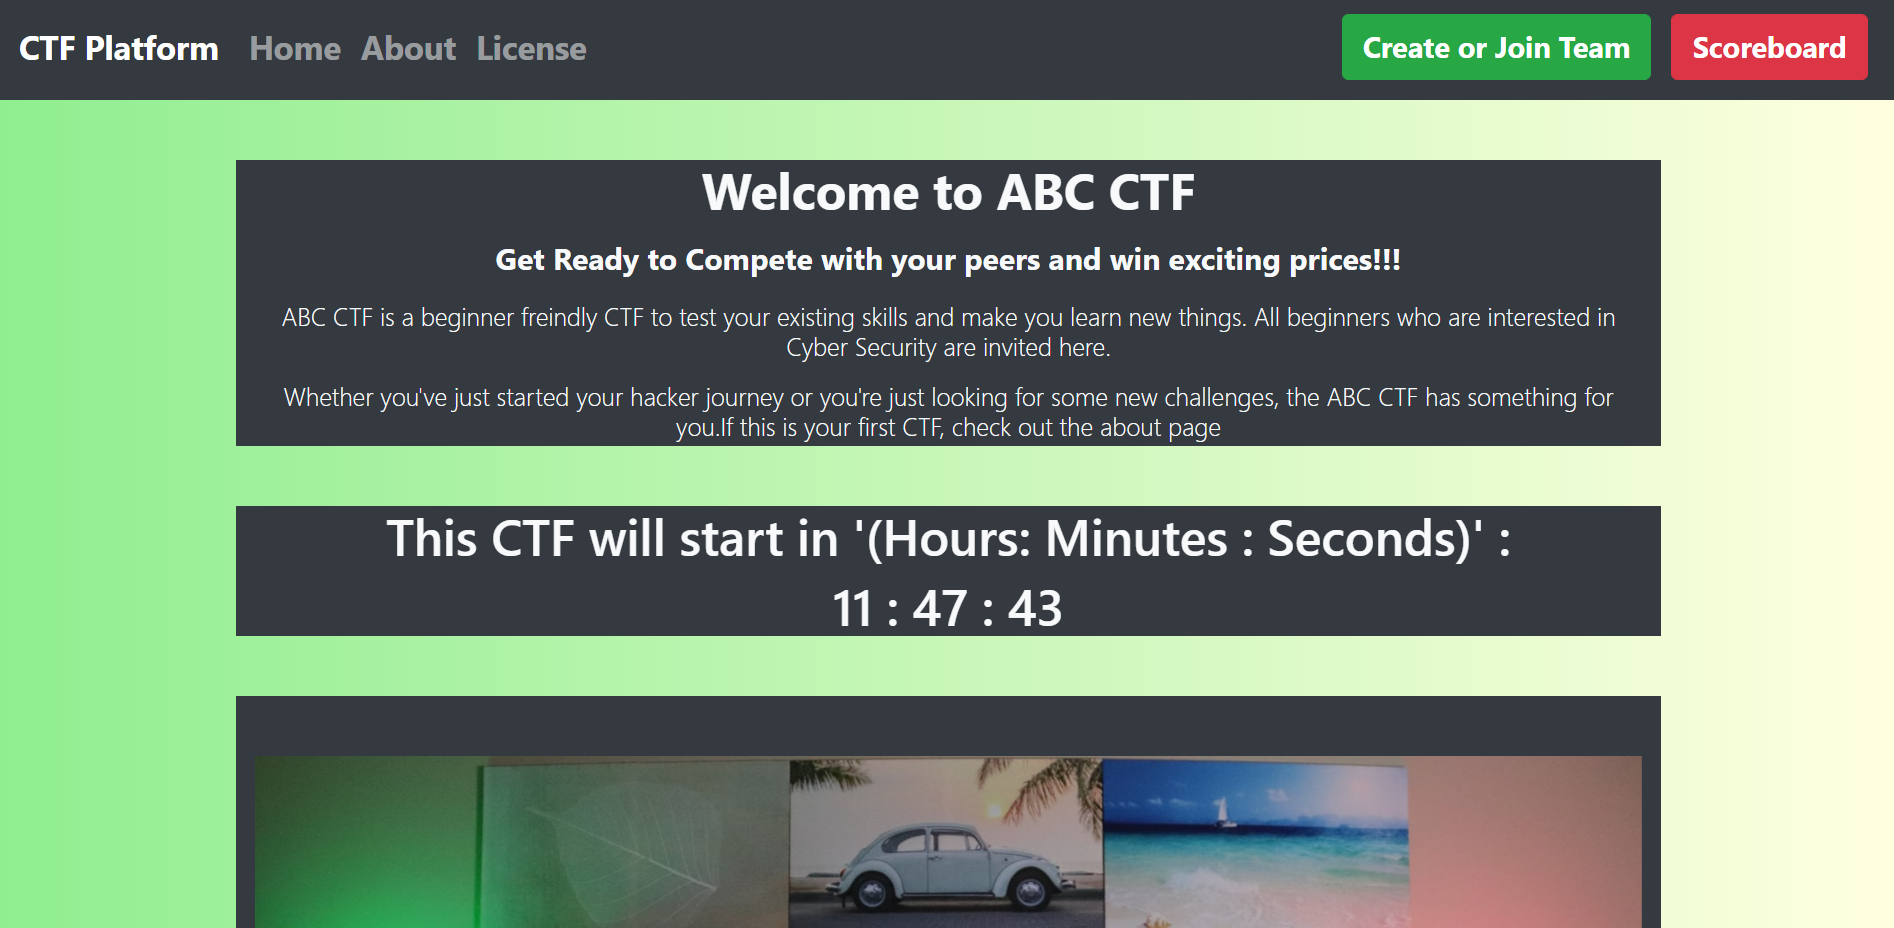 CTF Platform Home About License Create or Join Team Scoreboard
Welcome to ABC CTF
Get Ready to Compete with your peers and win exciting prices!!!
ABC CTF is a beginner freindly CTF to test your existing skills and make you learn new things. All beginners who are interested in
Cyber Security are invited here.
Whether you've just started your hacker journey or you're just looking for some new challenges, the ABC CTF has something for
you.If this is your first CTF, check out the about page
This CTF will start in '(Hours: Minutes : Seconds)' :
11 : 47 : 43